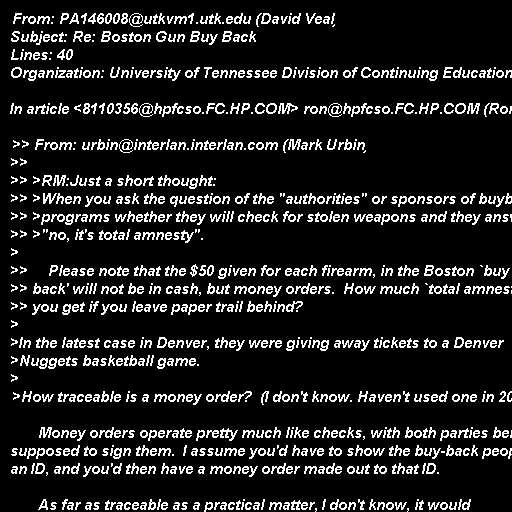 From: PA146008@utkvm1.utk.edu (David Veal)
Subject: Re: Boston Gun Buy Back
Lines: 40
Organization: University of Tennessee Division of Continuing Education
In article <8110356@hpfcso.FC.HP.COM> ron@hpfcso.FC.HP.COM (Ron
>> From: urbin@interlan.interlan.com (Mark Urbin)
>>
>> >RM:Just a short thought:
>> >When you ask the question of the "authorities" or sponsors of buyb
>> >programs whether they will check for stolen weapons and they answ
>> >"no, it's total amnesty".
>
>> Please note that the $50 given for each firearm, in the Boston `buy
>> back' will not be in cash, but money orders. How much `total amnest
>> you get if you leave paper trail behind?
>
>In the latest case in Denver, they were giving away tickets to a Denver
>Nuggets basketball game.
>
>How traceable is a money order? (I don't know. Haven't used one in 20
Money orders operate pretty much like checks, with both parties bei
supposed to sign them. I assume you'd have to show the buy-back peop
an ID, and you'd then have a money order made out to that ID.
As far as traceable as a practical matter, I don't know, it would